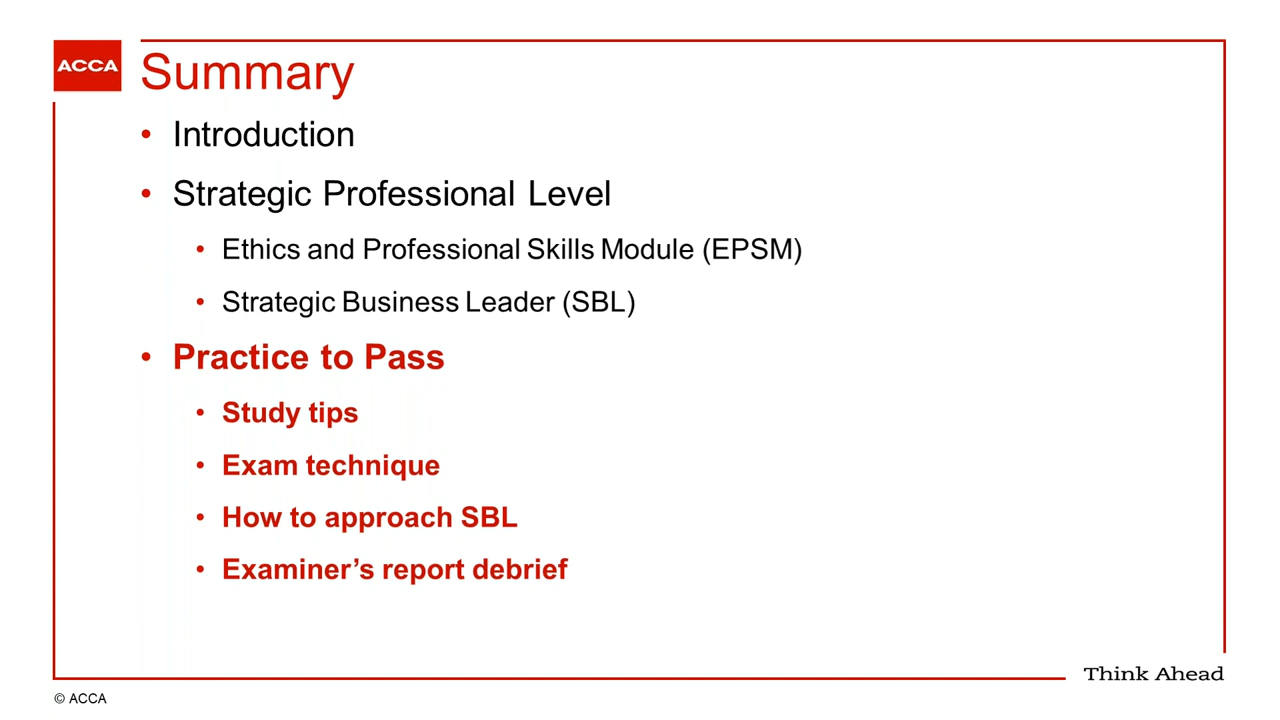 ACCA
Summary
• Introduction
• Strategic Professional Level
• Ethics and Professional Skills Module (EPSM)
• Strategic Business Leader (SBL)
• Practice to Pass
• Study tips
• Exam technique
• How to approach SBL
• Examiner’s report debrief
Think Ahead
© ACCA